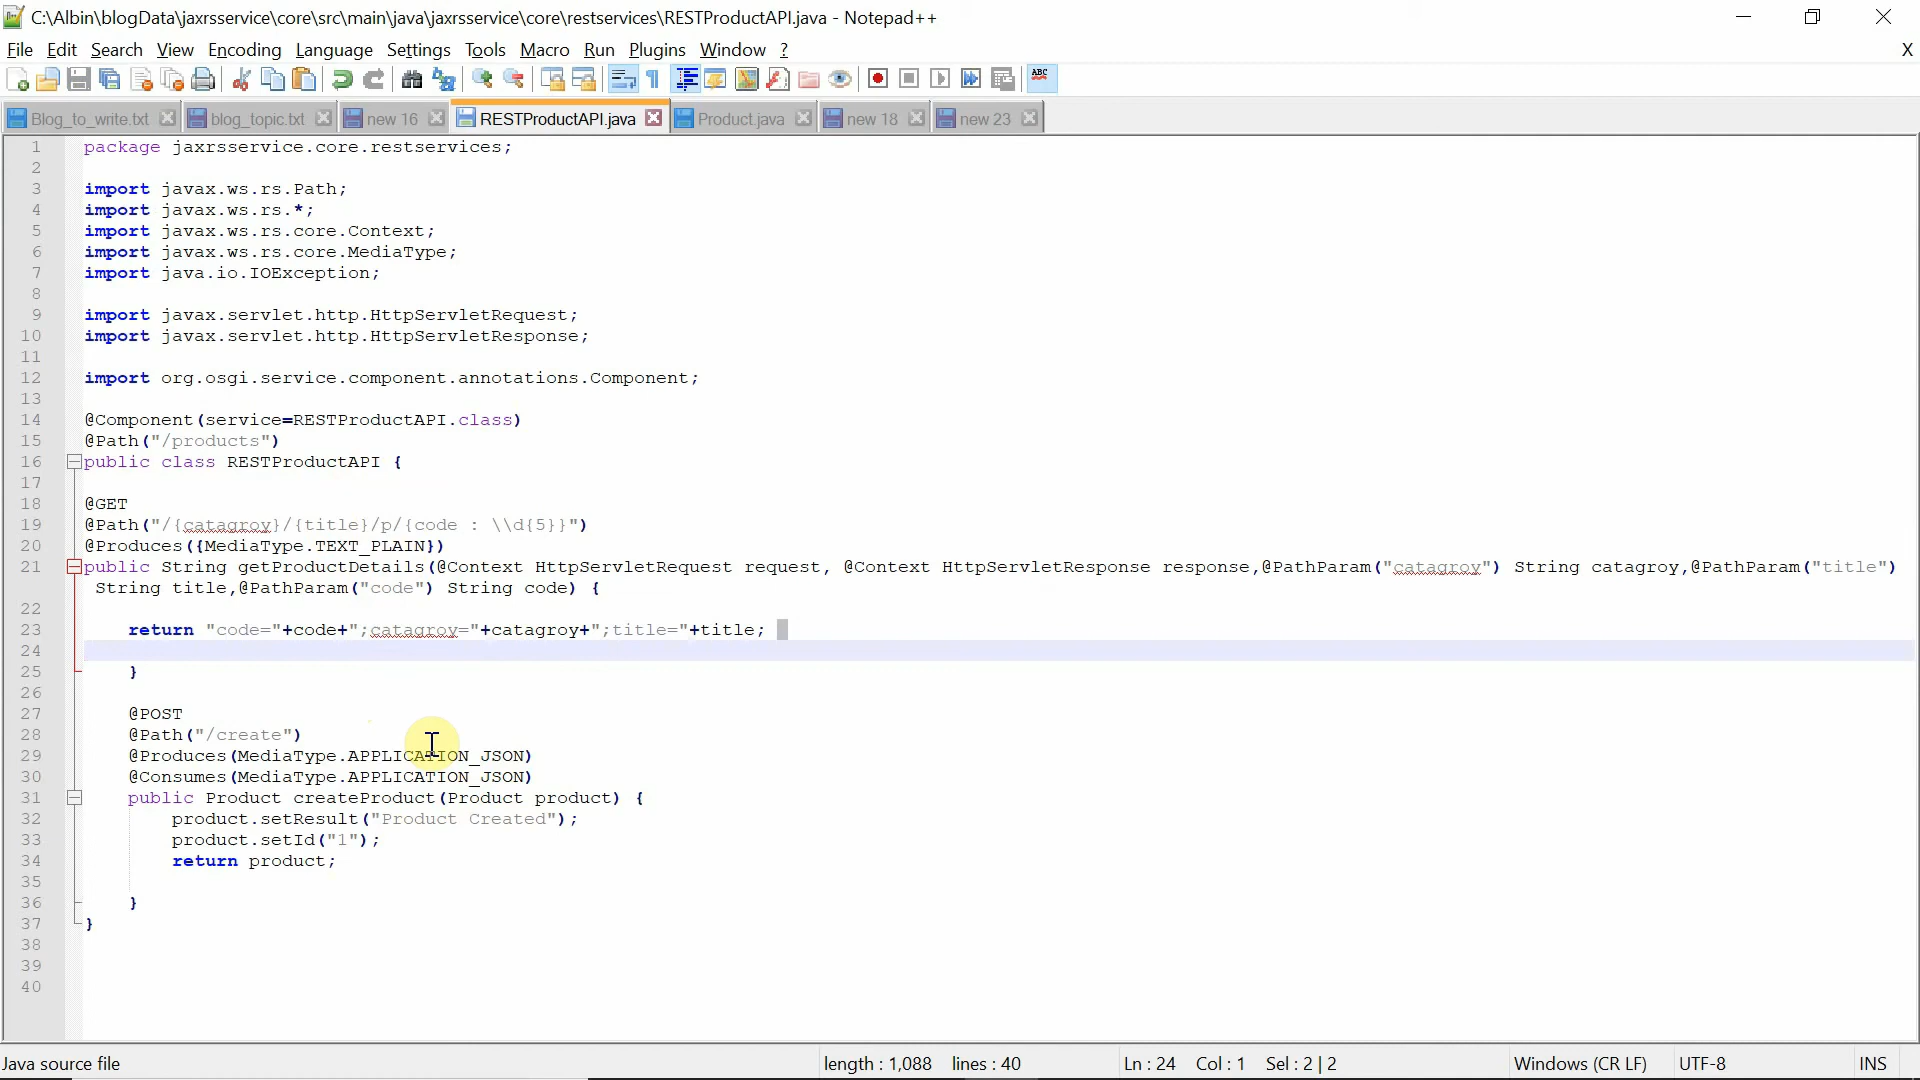 C:\Albin\blogData\jaxrsservice\core\src\main\java\jaxrsservice\core\restservices\RESTProductAPI.java - Notepad++
File Edit Search View Encoding Language Settings Tools Macro Run Plugins Window ? X
ABC
Blog_to_write.txt blog_topic.txt new 16 RESTProductAPI.java Product.java new 18 new 23
1 package jaxrsservice.core.restservices;
2
3 import javax.ws.rs.Path;
4 import javax.ws.rs.*;
5 import javax.ws.rs.core.Context;
6 import javax.ws.rs.core.MediaType;
7 import java.io.IOException;
8
9 import javax.servlet.http.HttpServletRequest;
10 import javax.servlet.http.HttpServletResponse;
11
12 import org.osgi.service.component.annotations.Component;
13
14 @Component(service=RESTProductAPI.class)
15 @Path("/products")
16 public class RESTProductAPI {
17
18 @GET
19 @Path("/{catagroy}/{title}/p/{code : \\d{5}}")
20 @Produces({MediaType.TEXT_PLAIN})
21 public String getProductDetails(@Context HttpServletRequest request, @Context HttpServletResponse response,@PathParam("catagroy") String catagroy,@PathParam("title")
String title,@PathParam("code") String code) {
22
23 return "code="+code+";catagroy="+catagroy+";title="+title;
24
25 }
26
27 @POST
28 @Path("/create")
29 @Produces(MediaType.APPLICATION_JSON)
30 @Consumes(MediaType.APPLICATION_JSON)
31 public Product createProduct(Product product) {
32 product.setResult("Product Created");
33 product.setId("1");
34 return product;
35
36 }
37 }
38
39
40
Java source file length : 1,088 lines : 40 Ln : 24 Col : 1 Sel : 2 | 2 Windows (CR LF) UTF-8 INS